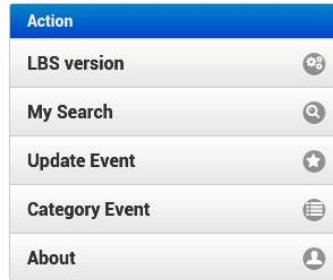 Action
LBS version
My Search
Update Event
Category Event
About